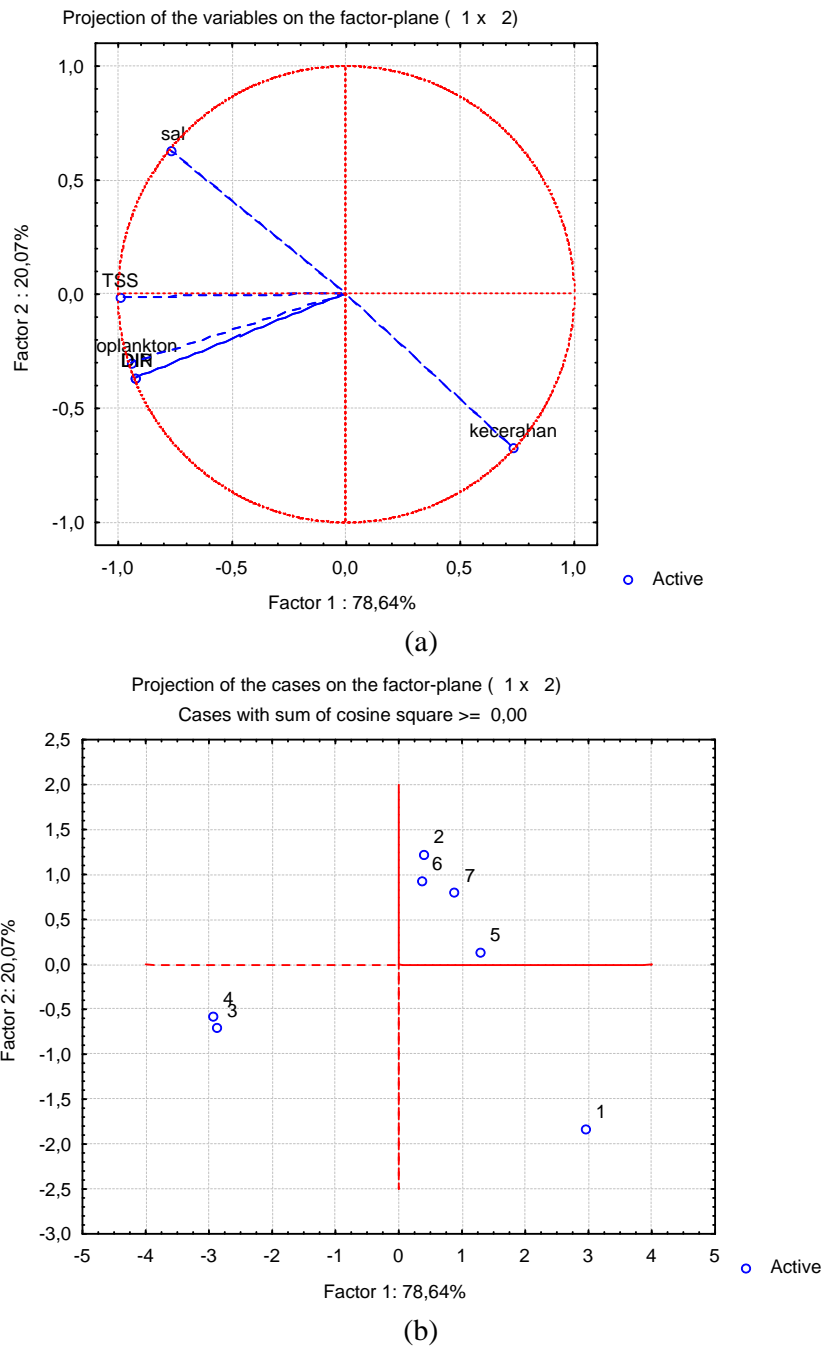 Projection of the variables on the factor-plane ( 1 x 2)
1,0
sal
0,5
Factor 2 : 20,07%
TSS
0,0
oplankton
kecerahan
-0,5
-1,0
-1,0 -0,5 0,0 0,5 1,0
Active
Factor 1 : 78,64%
(a)
Projection of the cases on the factor-plane ( 1 x 2)
Cases with sum of cosine square >= 0,00
2,5
2,0
1,5
2
6
1,0
7
0,5
5
0,0
Factor 2: 20,07%
4
-0,5
3
-1,0
-1,5
1
-2,0
-2,5
-3,0
-5 -4 -3 -2 -1 0 1 2 3 4 5
Active
Factor 1: 78,64%
(b)